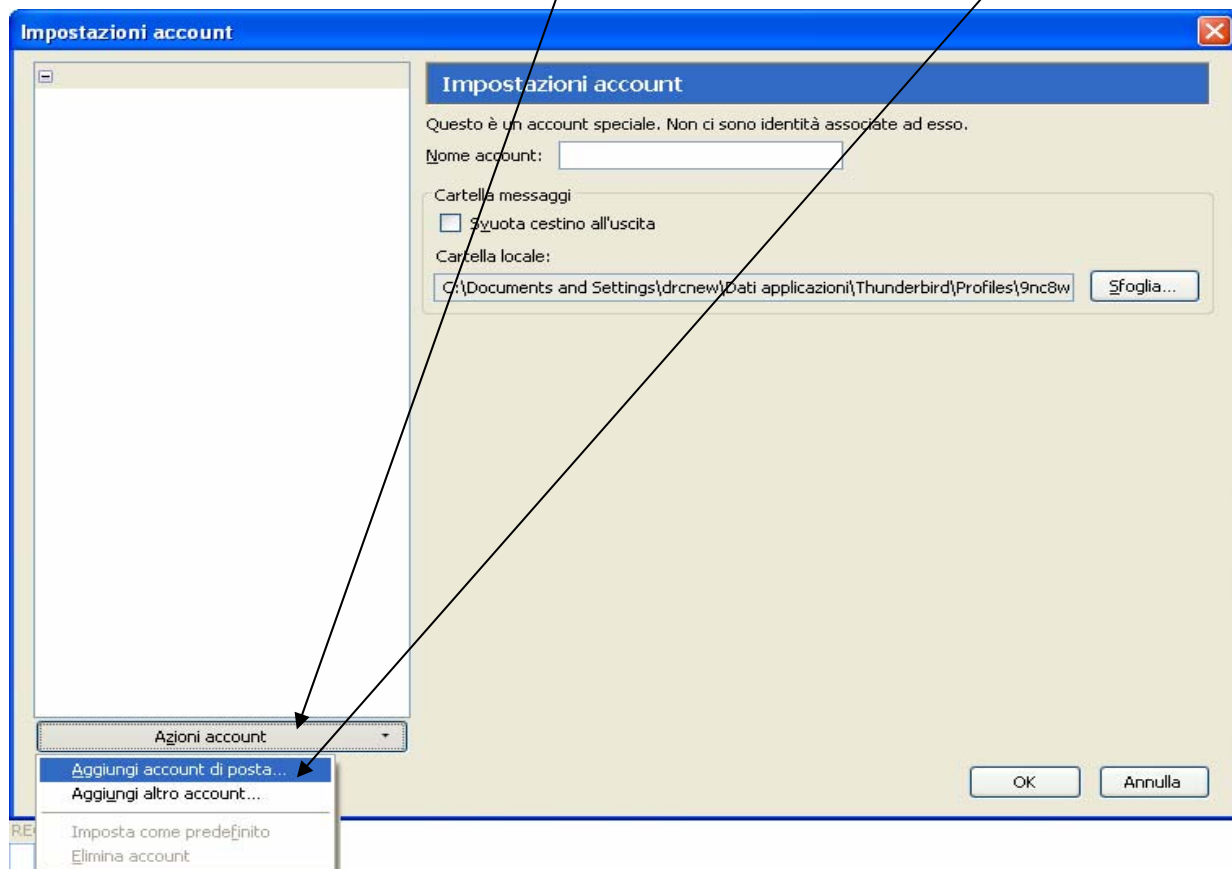 Impostazioni account
Impostazioni account
Questo è un account speciale. Non ci sono identità associate ad esso.
Nome account:
Cartella messaggi
Svuota cestino all'uscita
Cartella locale:
C:\Documents and Settings\drcnew\Dati applicazioni\Thunderbird\Profiles\9nc8w
Sfoglia...
Azioni account
Aggiungi account di posta...
Aggiungi altro account...
Imposta come predefinito
Elimina account
OK
Annulla